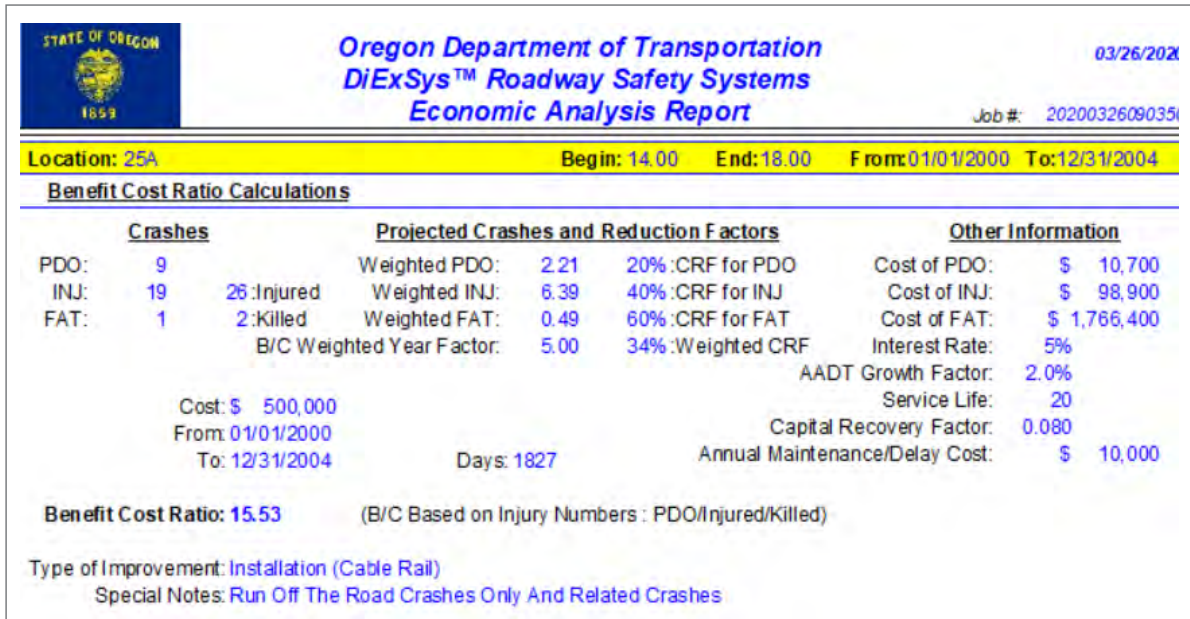 STATE OF OREGON
1859
Oregon Department of Transportation
DiExSys™ Roadway Safety Systems
Economic Analysis Report
03/26/2020
Job #: 20200326090350
Location: 25A Begin: 14.00 End:18.00 From:01/01/2000 To:12/31/2004
Benefit Cost Ratio Calculations
Crashes Projected Crashes and Reduction Factors Other Information
PDO: 9 Weighted PDO: 2.21 20% :CRF for PDO Cost of PDO: $ 10,700
INJ: 19 26 :Injured Weighted INJ: 6.39 40% :CRF for INJ Cost of INJ: $ 98,900
FAT: 1 2 :Killed Weighted FAT: 0.49 60% :CRF for FAT Cost of FAT: $ 1,766,400
B/C Weighted Year Factor: 5.00 34% :Weighted CRF Interest Rate: 5%
AADT Growth Factor: 2.0%
Cost: $ 500,000 Service Life: 20
From: 01/01/2000 Capital Recovery Factor: 0.080
To: 12/31/2004 Days: 1827 Annual Maintenance/Delay Cost: $ 10,000
Benefit Cost Ratio: 15.53 (B/C Based on Injury Numbers : PDO/Injured/Killed)
Type of Improvement: Installation (Cable Rail)
Special Notes: Run Off The Road Crashes Only And Related Crashes